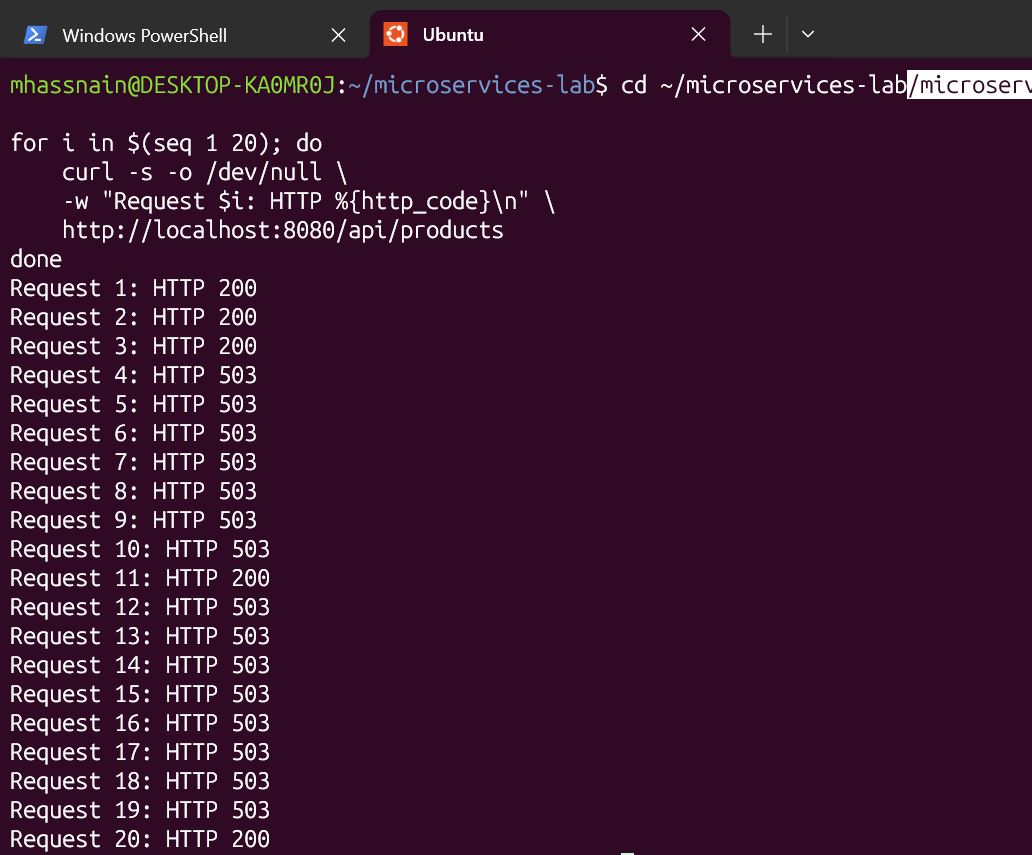 Windows PowerShell
Ubuntu
mhassnain@DESKTOP-KA0MR0J:~/microservices-lab$ cd ~/microservices-lab/microserv
for i in $(seq 1 20); do
    curl -s -o /dev/null \
    -w "Request $i: HTTP %{http_code}\n" \
    http://localhost:8080/api/products
done
Request 1: HTTP 200
Request 2: HTTP 200
Request 3: HTTP 200
Request 4: HTTP 503
Request 5: HTTP 503
Request 6: HTTP 503
Request 7: HTTP 503
Request 8: HTTP 503
Request 9: HTTP 503
Request 10: HTTP 503
Request 11: HTTP 200
Request 12: HTTP 503
Request 13: HTTP 503
Request 14: HTTP 503
Request 15: HTTP 503
Request 16: HTTP 503
Request 17: HTTP 503
Request 18: HTTP 503
Request 19: HTTP 503
Request 20: HTTP 200